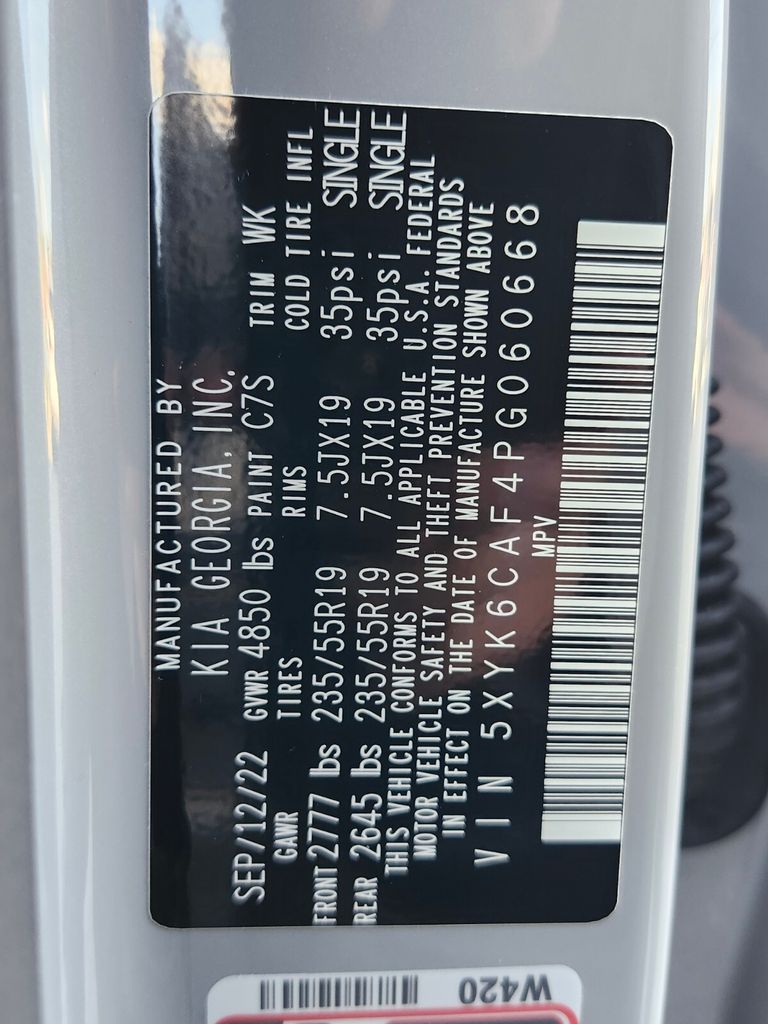 MANUFACTURED BY
KIA GEORGIA, INC.
SEP/12/22 GVWR 4850 lbs PAINT C7S TRIM WK
GAWR TIRES RIMS COLD TIRE INFL
FRONT 2777 lbs 235/55R19 7.5JX19 35psi SINGLE
REAR 2645 lbs 235/55R19 7.5JX19 35psi SINGLE
THIS VEHICLE CONFORMS TO ALL APPLICABLE U.S.A. FEDERAL
MOTOR VEHICLE SAFETY AND THEFT PREVENTION STANDARDS
IN EFFECT ON THE DATE OF MANUFACTURE SHOWN ABOVE
VIN 5XYK6CAF4PG060668
MPV
W420